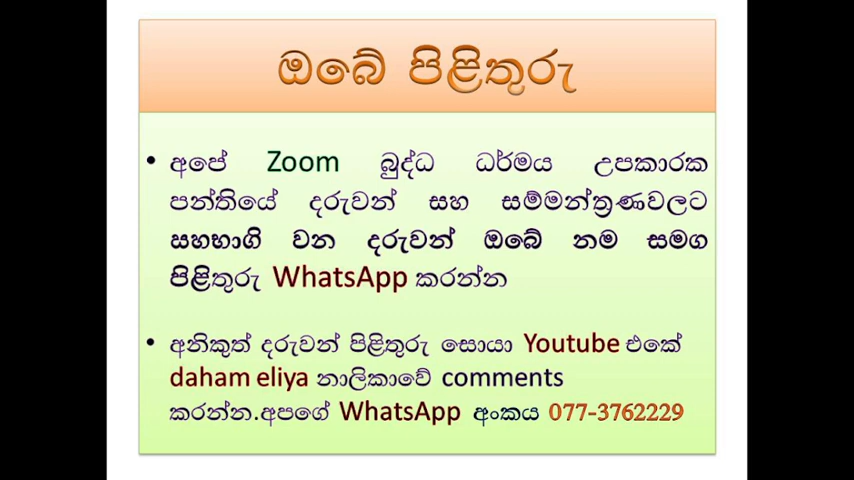 ඔබේ පිළිතුරු
• අපේ Zoom බුද්ධ ධර්මය උපකාරක
පන්තියේ දරුවන් සහ සම්මන්ත්‍රණවලට
සහභාගි වන දරුවන් ඔබේ නම සමග
පිළිතුරු WhatsApp කරන්න
• අනිකුත් දරුවන් පිළිතුරු සොයා Youtube එකේ
daham eliya නාලිකාවේ comments
කරන්න.අපගේ WhatsApp අංකය 077-3762229